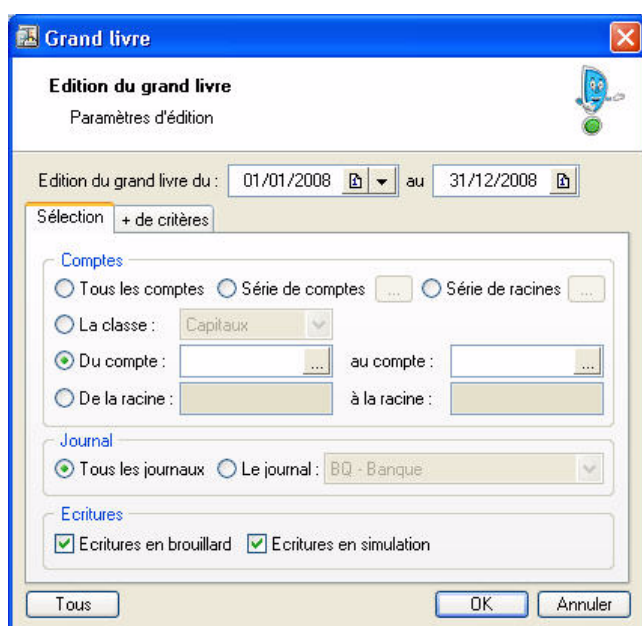 Grand livre
Edition du grand livre
Paramètres d'édition
Edition du grand livre du : 01/01/2008 au 31/12/2008
Sélection + de critères
Comptes
Tous les comptes Série de comptes ... Série de racines ...
La classe : Capitaux
Du compte : ... au compte : ...
De la racine : à la racine :
Journal
Tous les journaux Le journal : BQ - Banque
Ecritures
Ecritures en brouillard Ecritures en simulation
Tous OK Annuler